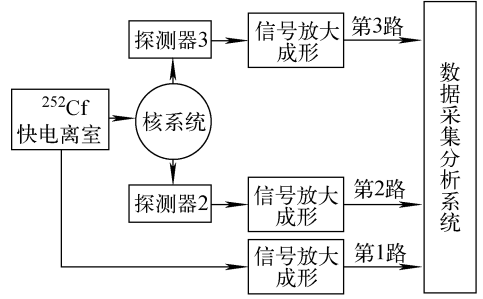 探测器3
信号放大
成形
第3路
²⁵²Cf
快电离室
核系统
数据采集分析系统
探测器2
信号放大
成形
第2路
信号放大
成形
第1路